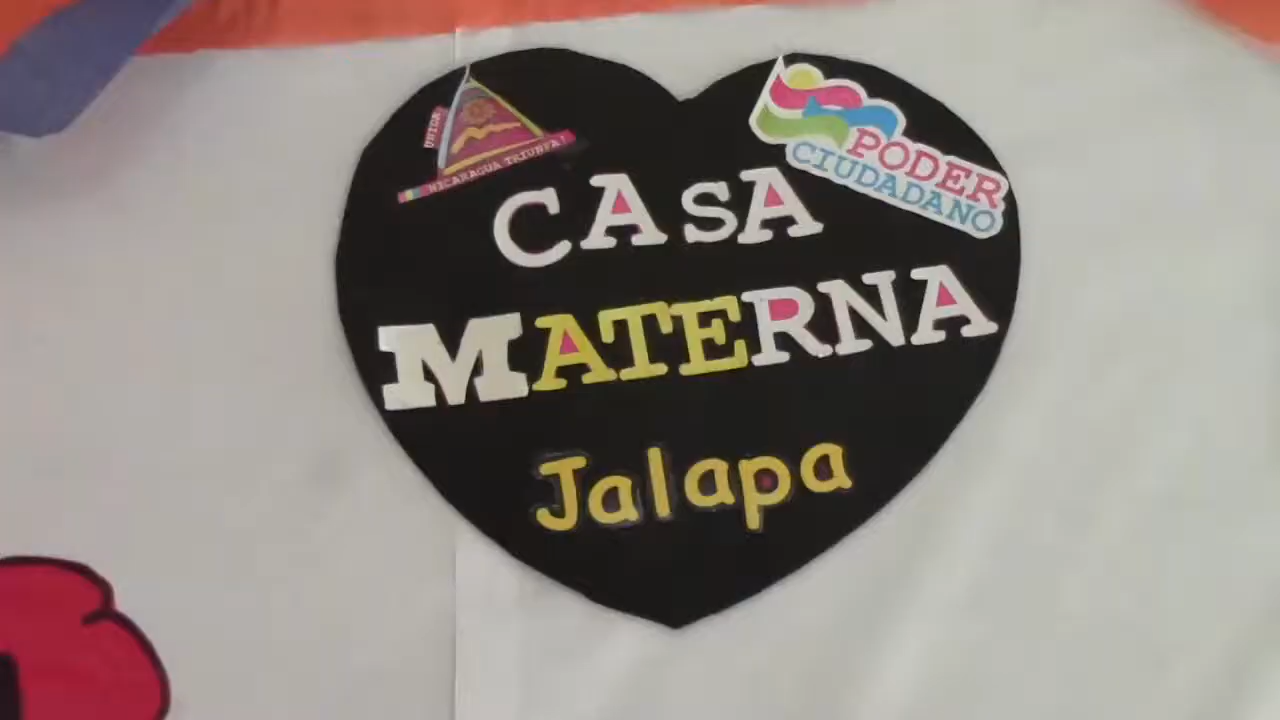 UNIDA,
NICARAGUA TRIUNFA!
PODER
CIUDADANO
CASA
MATERNA
Jalapa